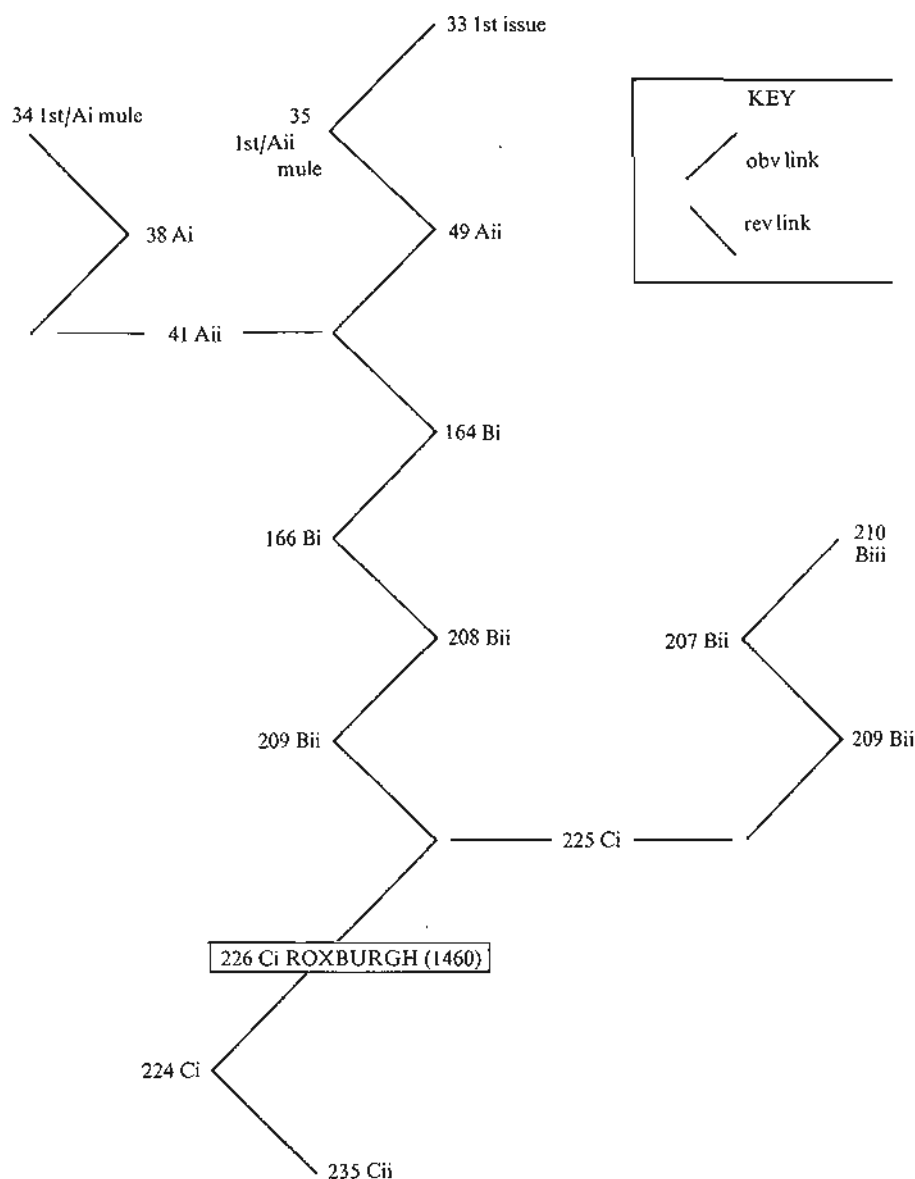 33 1st issue
34 1st/Ai mule
35
1st/Aii
mule
KEY
obv link
rev link
38 Ai
49 Aii
41 Aii
164 Bi
166 Bi
210
Biii
208 Bii
207 Bii
209 Bii
209 Bii
225 Ci
226 Ci ROXBURGH (1460)
224 Ci
235 Cii